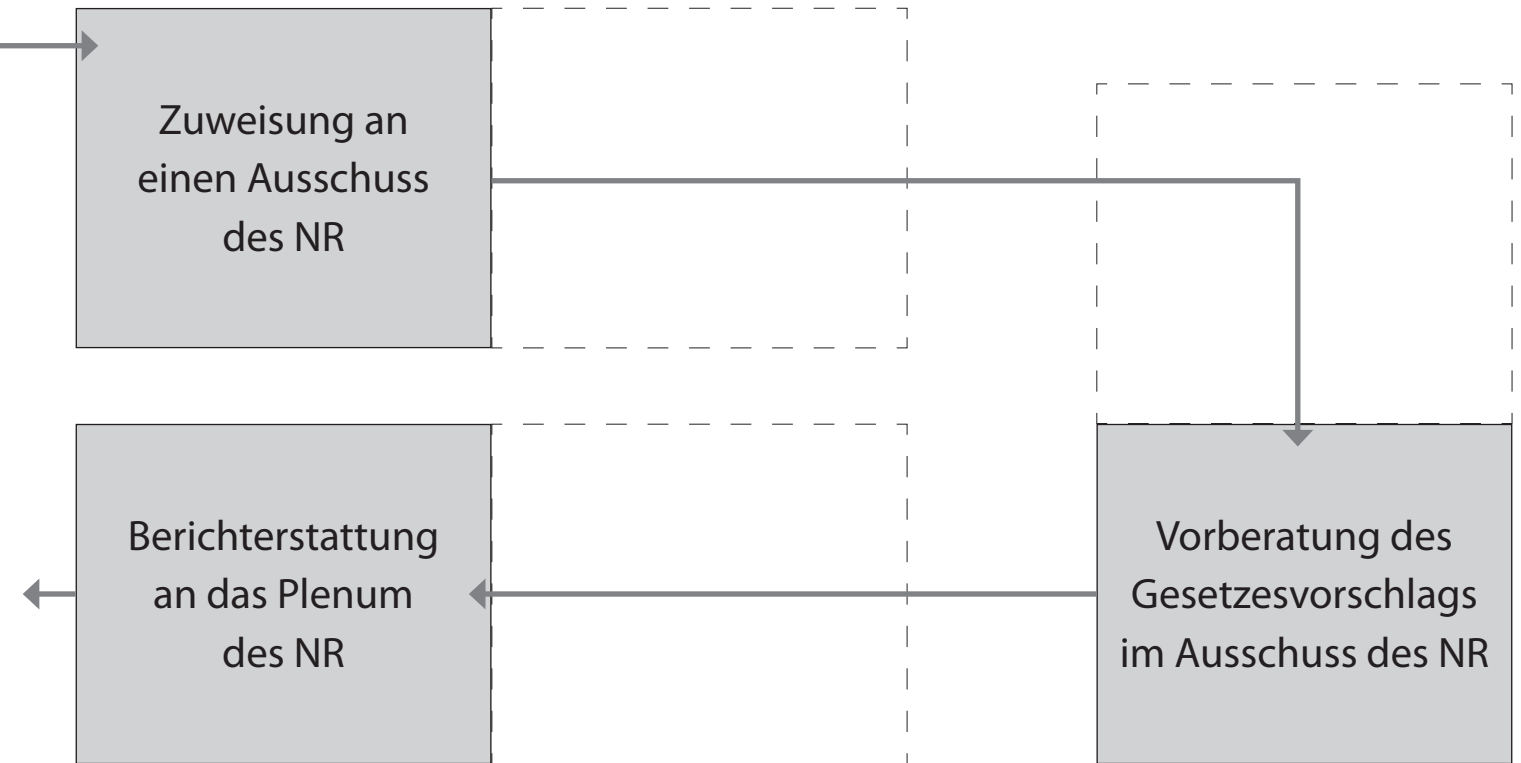 Zuweisung an
einen Ausschuss
des NR
Berichterstattung
an das Plenum
des NR
Vorberatung des
Gesetzesvorschlags
im Ausschuss des NR